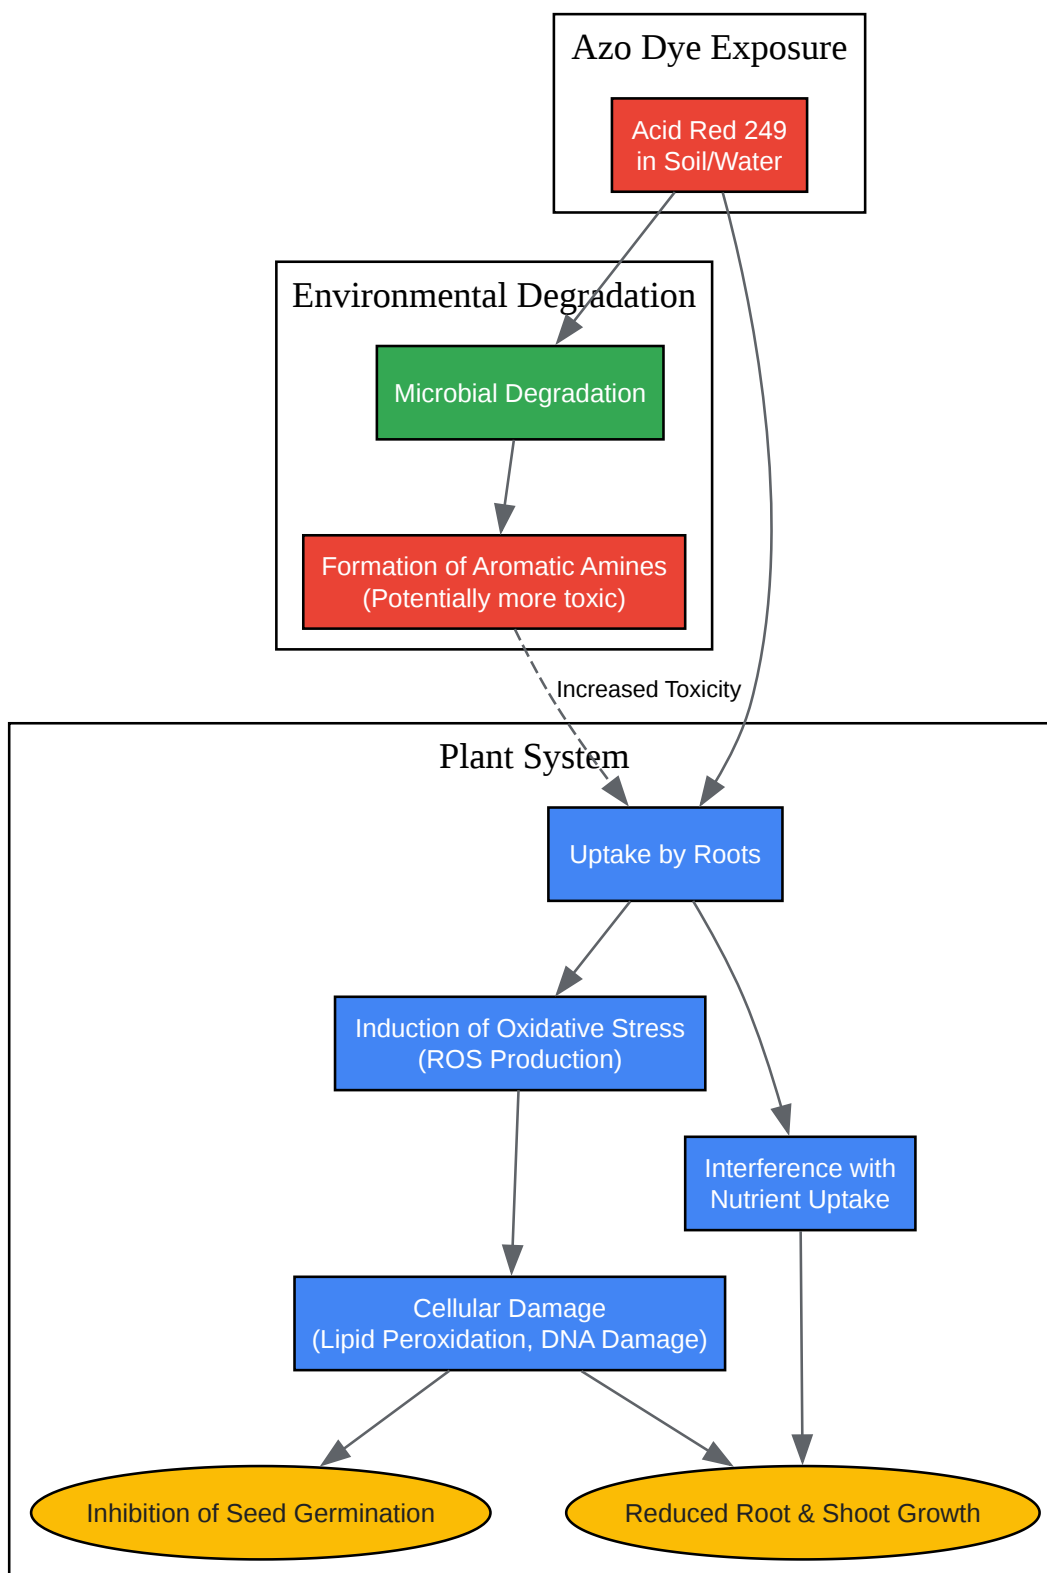 Azo Dye Exposure
Acid Red 249
in Soil/Water
Environmental Degradation
Microbial Degradation
Formation of Aromatic Amines
(Potentially more toxic)
Increased Toxicity
Plant System
Uptake by Roots
Induction of Oxidative Stress
(ROS Production)
Interference with
Nutrient Uptake
Cellular Damage
(Lipid Peroxidation, DNA Damage)
Inhibition of Seed Germination
Reduced Root & Shoot Growth